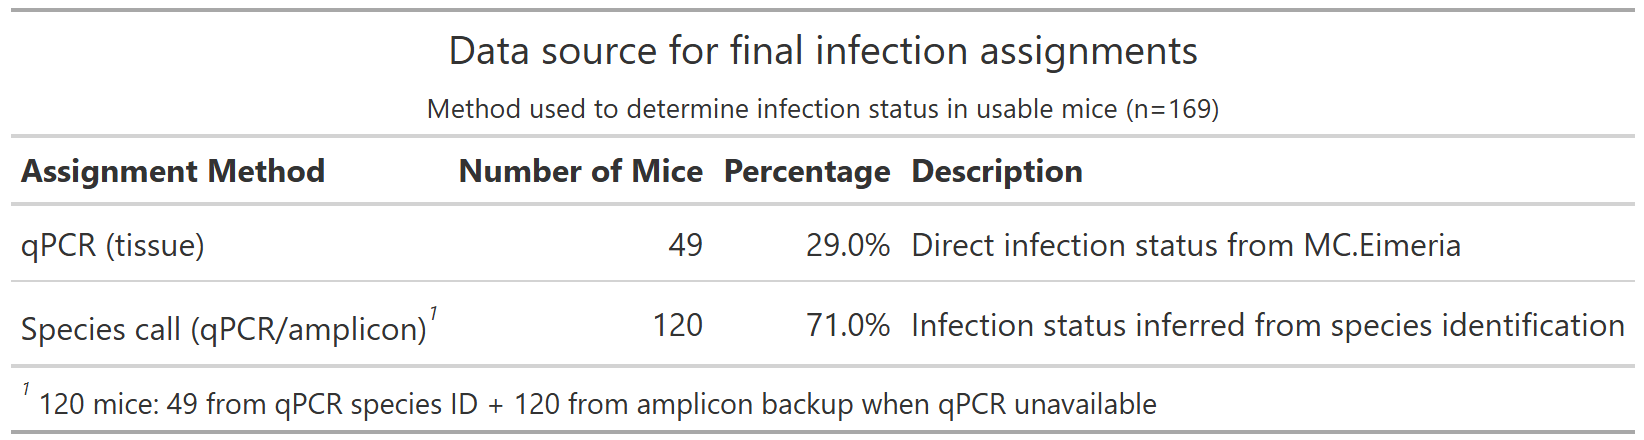 Data source for final infection assignments
Method used to determine infection status in usable mice (n=169)
Assignment Method Number of Mice Percentage Description
qPCR (tissue) 49 29.0% Direct infection status from MC.Eimeria
Species call (qPCR/amplicon)¹ 120 71.0% Infection status inferred from species identification
¹ 120 mice: 49 from qPCR species ID + 120 from amplicon backup when qPCR unavailable